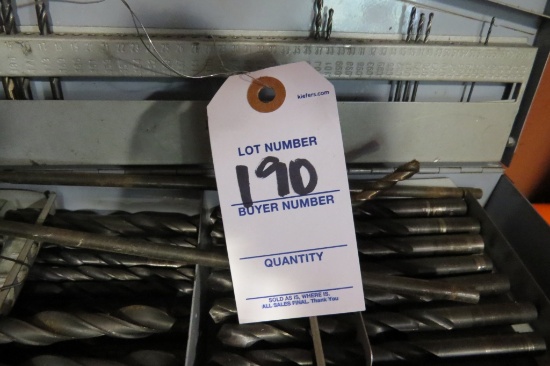 kiefers.com
LOT NUMBER
190
BUYER NUMBER
QUANTITY
SOLD AS IS, WHERE IS.
ALL SALES FINAL. Thank You